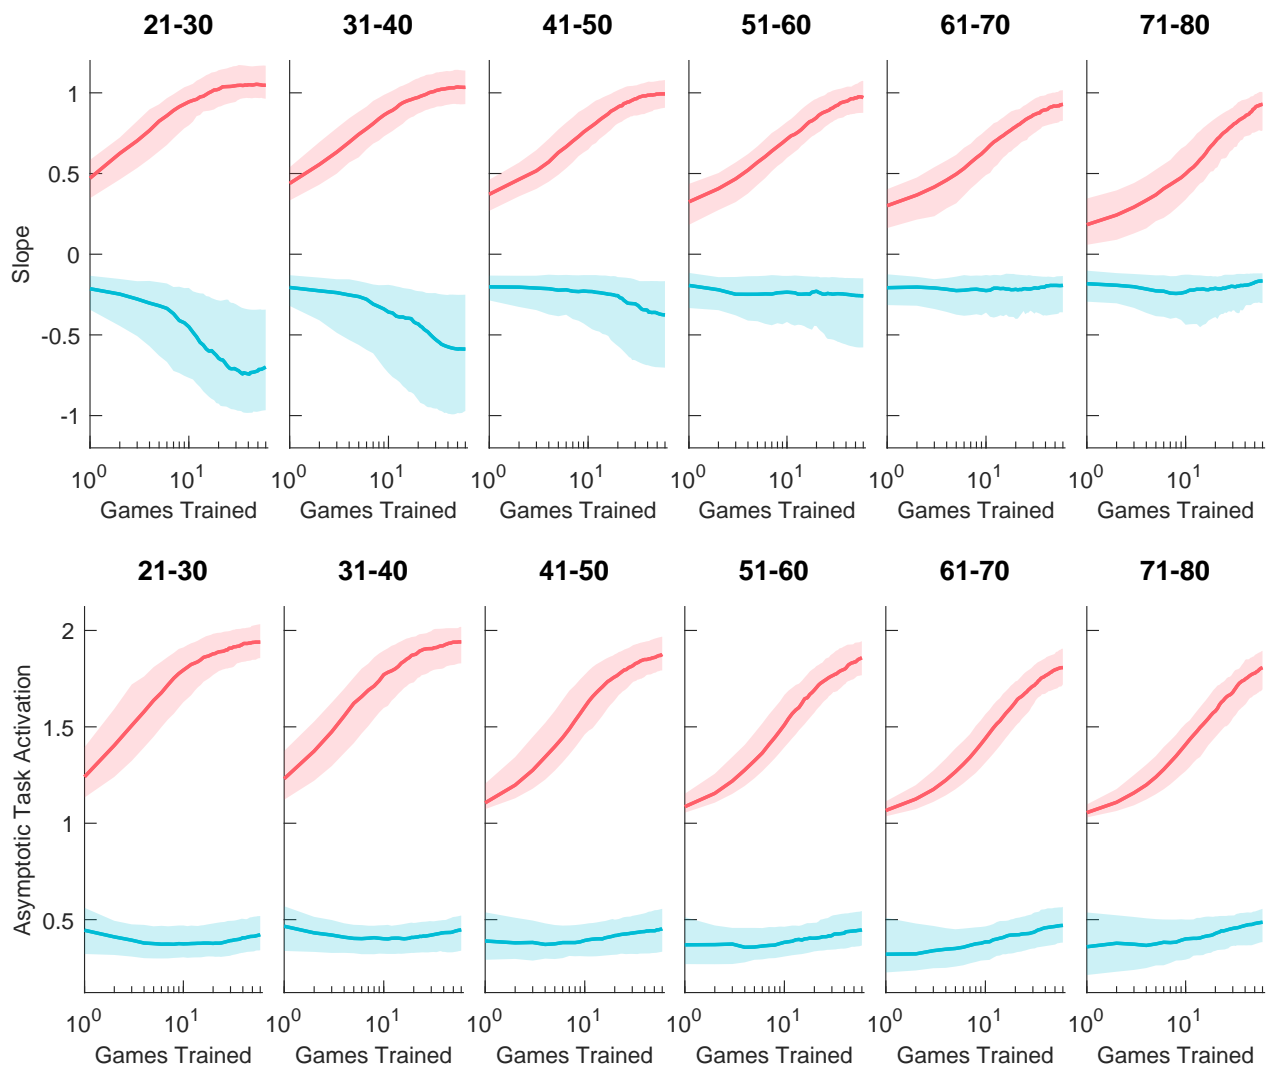 21-30 31-40 41-50 51-60 61-70 71-80
Slope
1
0.5
0
-0.5
-1
10^0 10^1 10^0 10^1 10^0 10^1 10^0 10^1 10^0 10^1 10^0 10^1
Games Trained Games Trained Games Trained Games Trained Games Trained Games Trained
21-30 31-40 41-50 51-60 61-70 71-80
Asymptotic Task Activation
2
1.5
1
0.5
10^0 10^1 10^0 10^1 10^0 10^1 10^0 10^1 10^0 10^1 10^0 10^1
Games Trained Games Trained Games Trained Games Trained Games Trained Games Trained